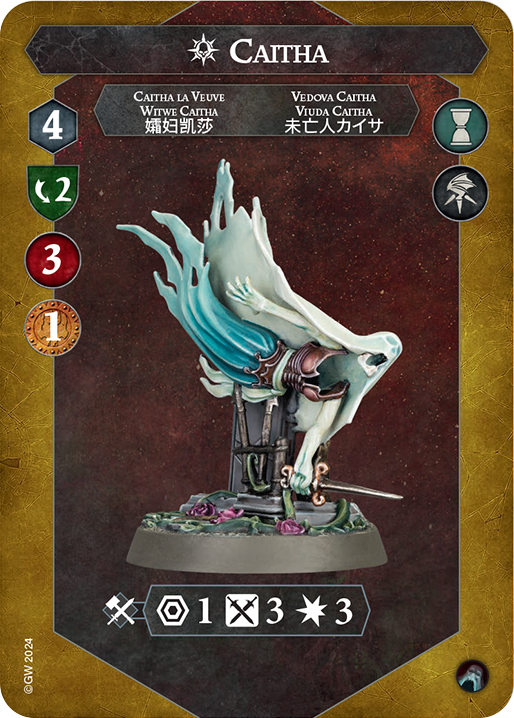 CAITHA
CAITHA LA VEUVE
WITWE CAITHA
孀妇凯莎
VEDOVA CAITHA
VIUDA CAITHA
未亡人カイサ
4
2
3
1
1 3 3
©GW 2024